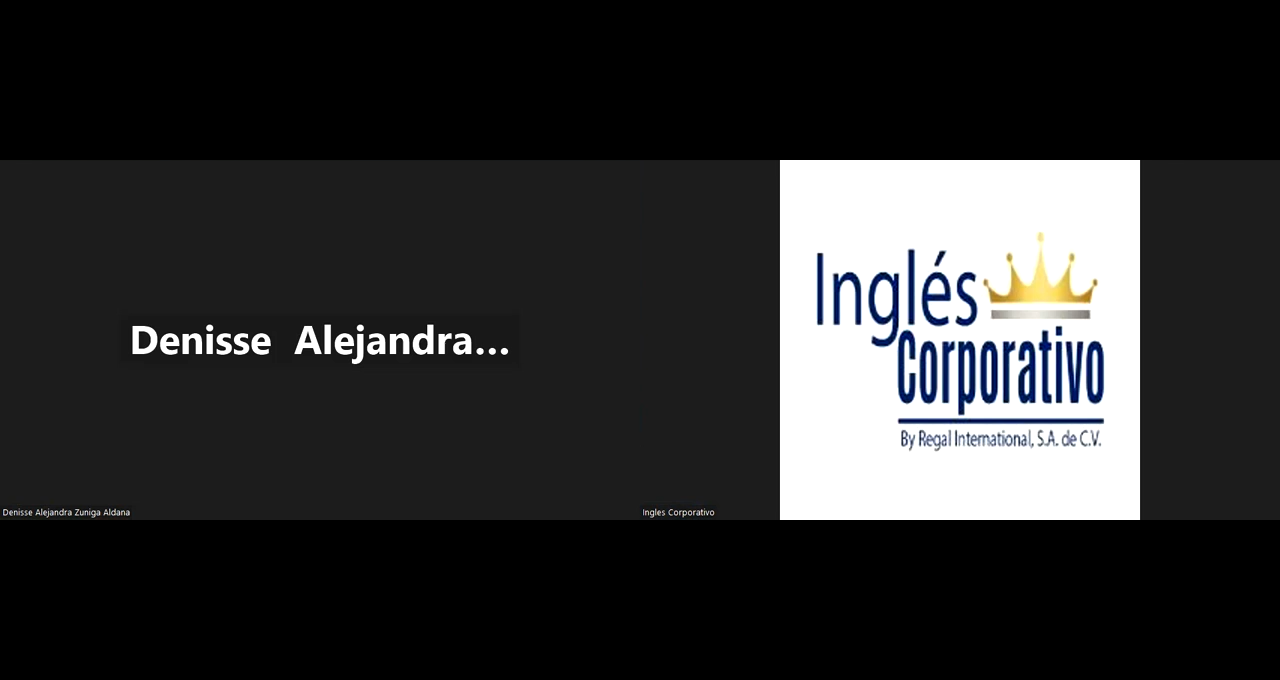 Denisse Alejandra...
Denisse Alejandra Zuniga Aldana
Inglés
Corporativo
By Regal International, S.A. de C.V.
Ingles Corporativo